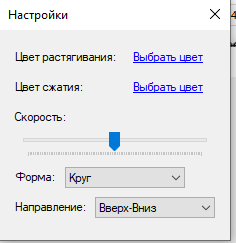 Настройки
Цвет растягивания: Выбрать цвет
Цвет сжатия: Выбрать цвет
Скорость:
Форма: Круг
Направление: Вверх-Вниз